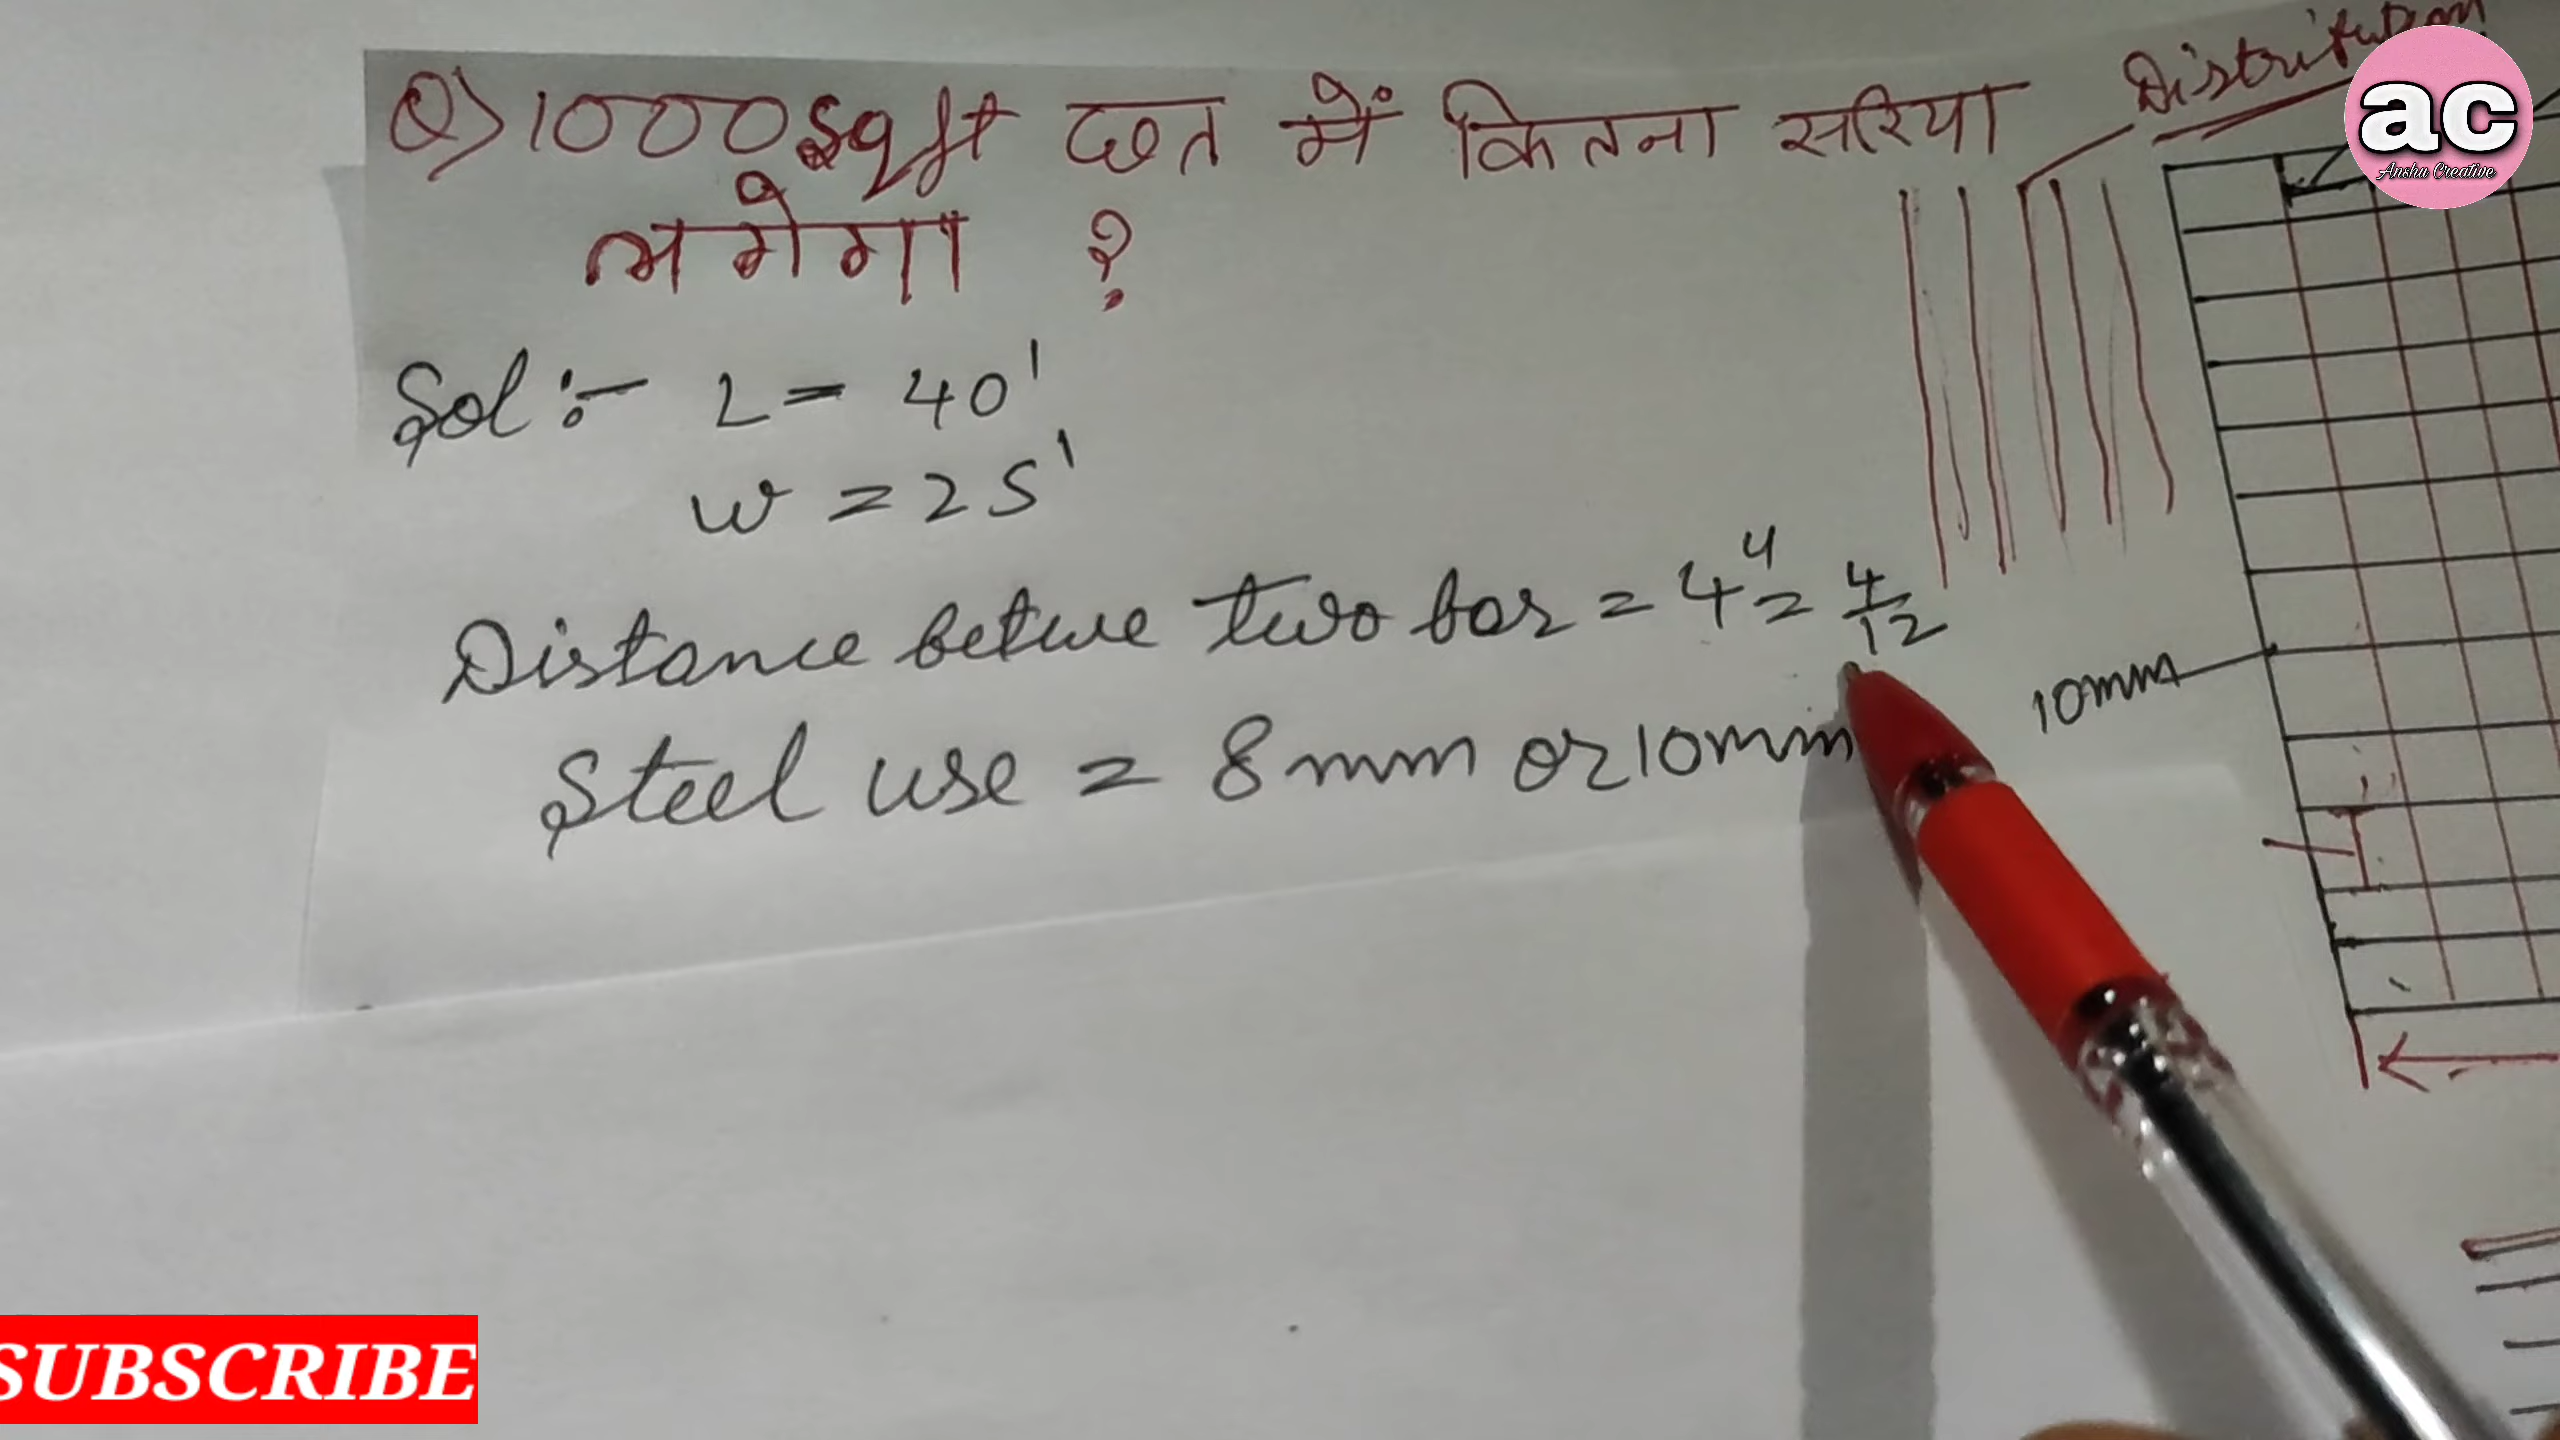 Q) 1000 sqft छत में कितना सरिया
लगेगा ?
Sol :- L = 40'
W = 25'
Distance betwe two bar = 4" = 4/12
Steel use = 8mm or 10mm
Distribution
10mm
ac
Anshu Creative
SUBSCRIBE